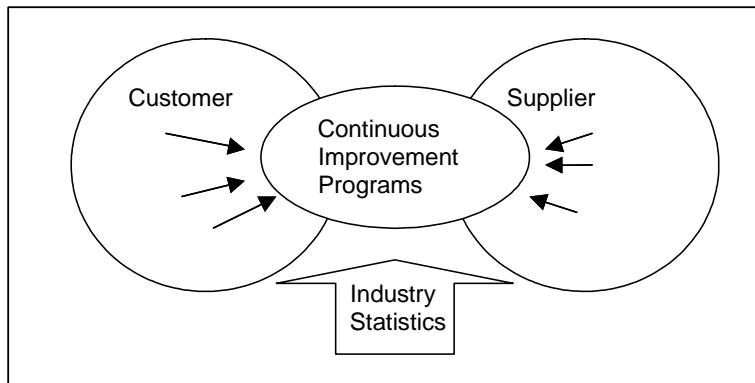 Customer
Supplier
Continuous
Improvement
Programs
Industry
Statistics